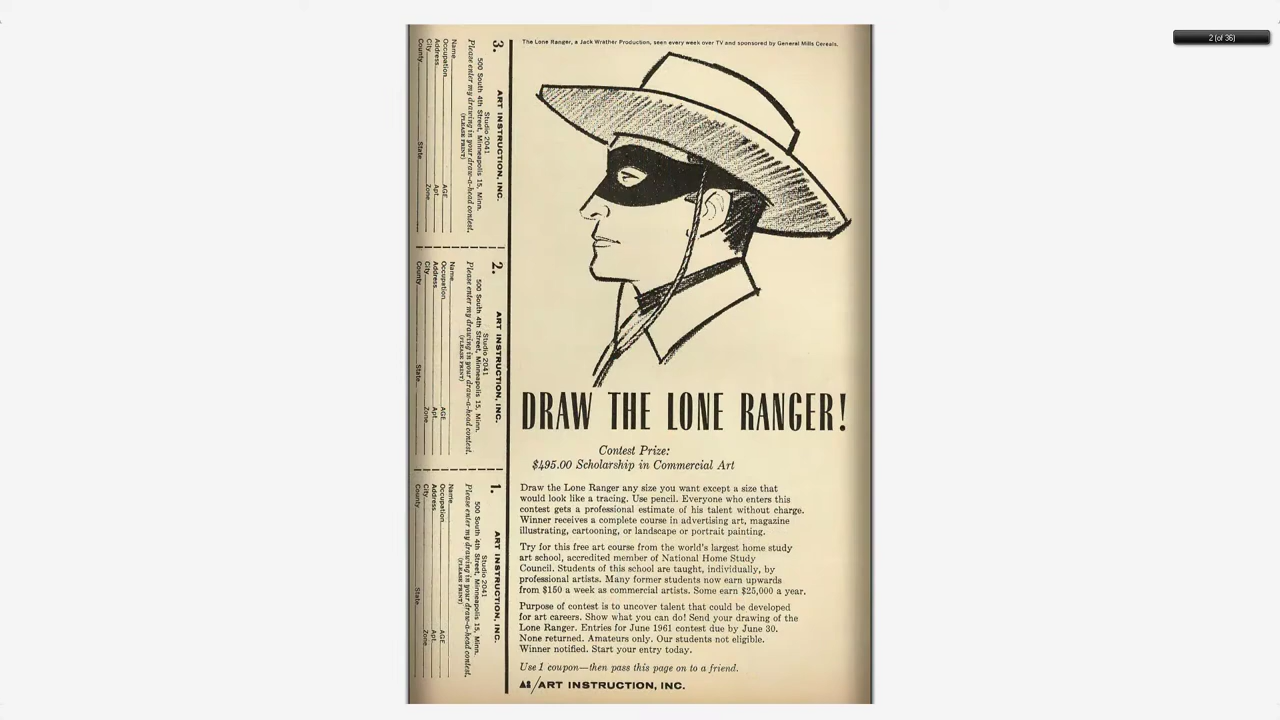 2 (of 36)
The Lone Ranger, a Jack Wrather Production, seen every week over TV and sponsored by General Mills Cereals.
DRAW THE LONE RANGER!
Contest Prize:
$495.00 Scholarship in Commercial Art
Draw the Lone Ranger any size you want except a size that
would look like a tracing. Use pencil. Everyone who enters this
contest gets a professional estimate of his talent without charge.
Winner receives a complete course in advertising art, magazine
illustrating, cartooning, or landscape or portrait painting.
Try for this free art course from the world's largest home study
art school, accredited member of National Home Study
Council. Students of this school are taught, individually, by
professional artists. Many former students now earn upwards
from $150 a week as commercial artists. Some earn $25,000 a year.
Purpose of contest is to uncover talent that could be developed
for art careers. Show what you can do! Send your drawing of the
Lone Ranger. Entries for June 1961 contest due by June 30.
None returned. Amateurs only. Our students not eligible.
Winner notified. Start your entry today.
Use 1 coupon—then pass this page on to a friend.
ART INSTRUCTION, INC.
1. ART INSTRUCTION, INC.
Studio 2041
500 South 4th Street, Minneapolis 15, Minn.
Please enter my drawing in your draw-a-head contest.
(PLEASE PRINT)
Name
Occupation AGE
Address Apt.
City Zone
County State
2. ART INSTRUCTION, INC.
Studio 2041
500 South 4th Street, Minneapolis 15, Minn.
Please enter my drawing in your draw-a-head contest.
(PLEASE PRINT)
Name
Occupation AGE
Address Apt.
City Zone
County State
3. ART INSTRUCTION, INC.
Studio 2041
500 South 4th Street, Minneapolis 15, Minn.
Please enter my drawing in your draw-a-head contest.
(PLEASE PRINT)
Name
Occupation AGE
Address Apt.
City Zone
County State